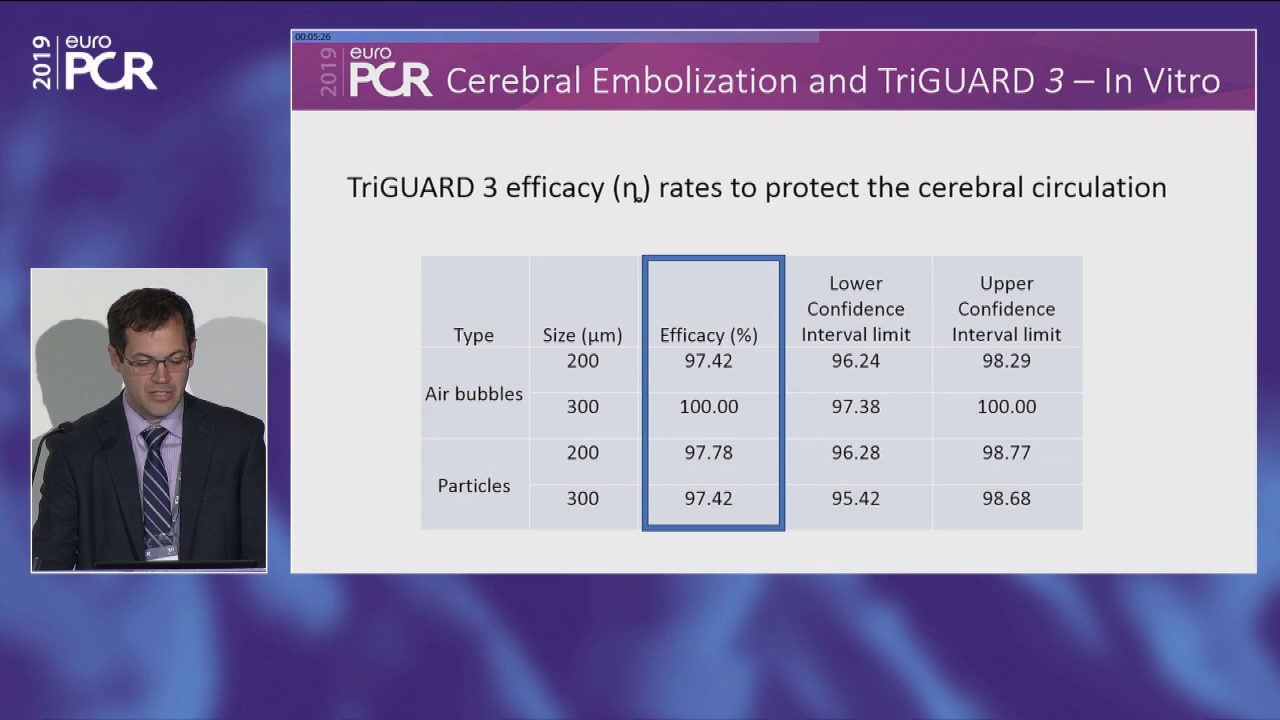 2019 euro PCR
00:05:26
2019 euro PCR Cerebral Embolization and TriGUARD 3 – In Vitro
TriGUARD 3 efficacy (η) rates to protect the cerebral circulation
Type Size (µm) Efficacy (%) Lower Confidence Interval limit Upper Confidence Interval limit
Air bubbles 200 97.42 96.24 98.29
300 100.00 97.38 100.00
Particles 200 97.78 96.28 98.77
300 97.42 95.42 98.68